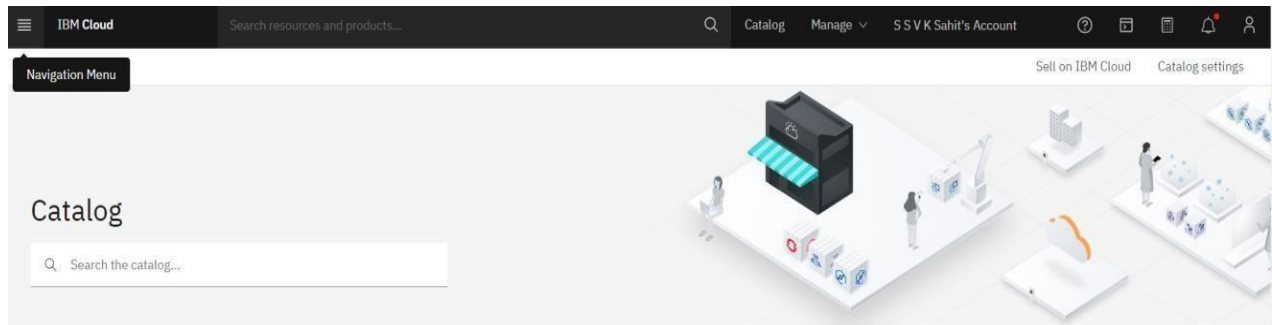 IBM Cloud Search resources and products... Catalog Manage S S V K Sahit's Account
Navigation Menu
Sell on IBM Cloud Catalog settings
Catalog
Search the catalog...